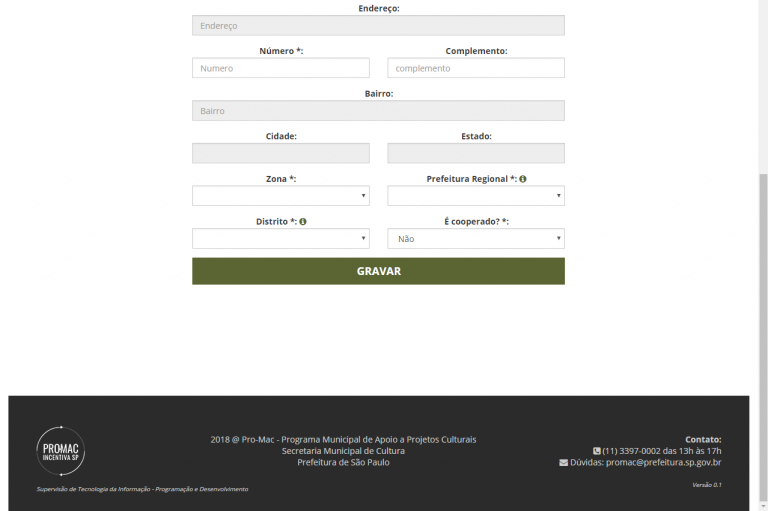 Endereço:
Endereço
Número *: Complemento:
Numero complemento
Bairro:
Bairro
Cidade: Estado:
Zona *: Prefeitura Regional *:
Distrito *: É cooperado? *:
Não
GRAVAR
PROMAC
INCENTIVA SP
2018 @ Pro-Mac - Programa Municipal de Apoio a Projetos Culturais
Secretaria Municipal de Cultura
Prefeitura de São Paulo
Contato:
(11) 3397-0002 das 13h às 17h
Dúvidas: promac@prefeitura.sp.gov.br
Supervisão de Tecnologia da Informação - Programação e Desenvolvimento
Versão 0.1